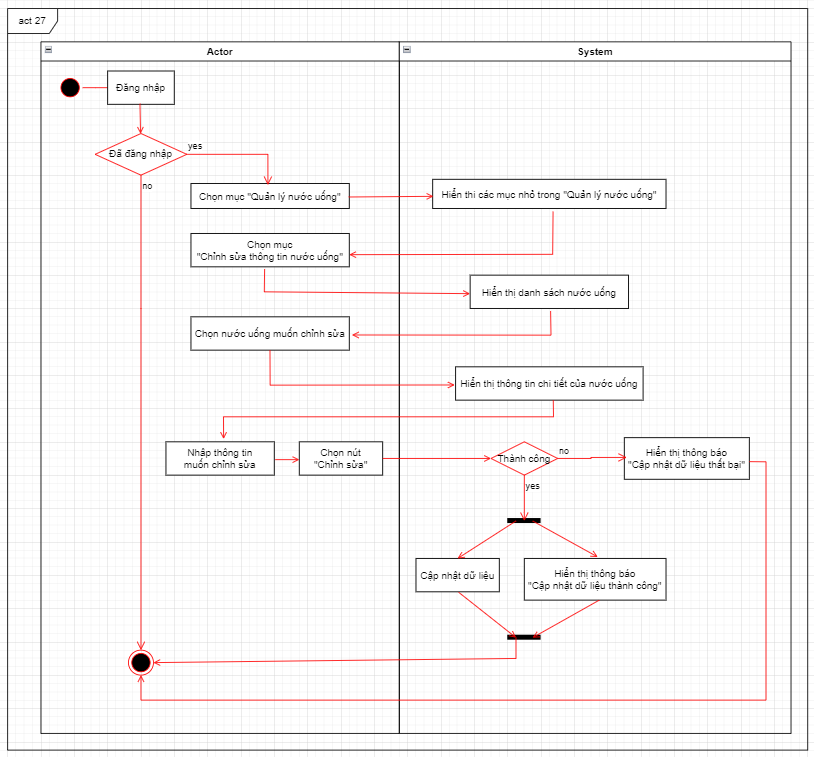 act 27
Actor
System
Đăng nhập
Đã đăng nhập
yes
no
Chọn mục "Quản lý nước uống"
Hiển thi các mục nhỏ trong "Quản lý nước uống"
Chọn mục
"Chỉnh sửa thông tin nước uống"
Hiển thị danh sách nước uống
Chọn nước uống muốn chỉnh sửa
Hiển thị thông tin chi tiết của nước uống
Nhập thông tin
muốn chỉnh sửa
Chọn nút
"Chỉnh sửa"
Thành công
no
Hiển thị thông báo
"Cập nhật dữ liệu thất bại"
yes
Cập nhật dữ liệu
Hiển thị thông báo
"Cập nhật dữ liệu thành công"